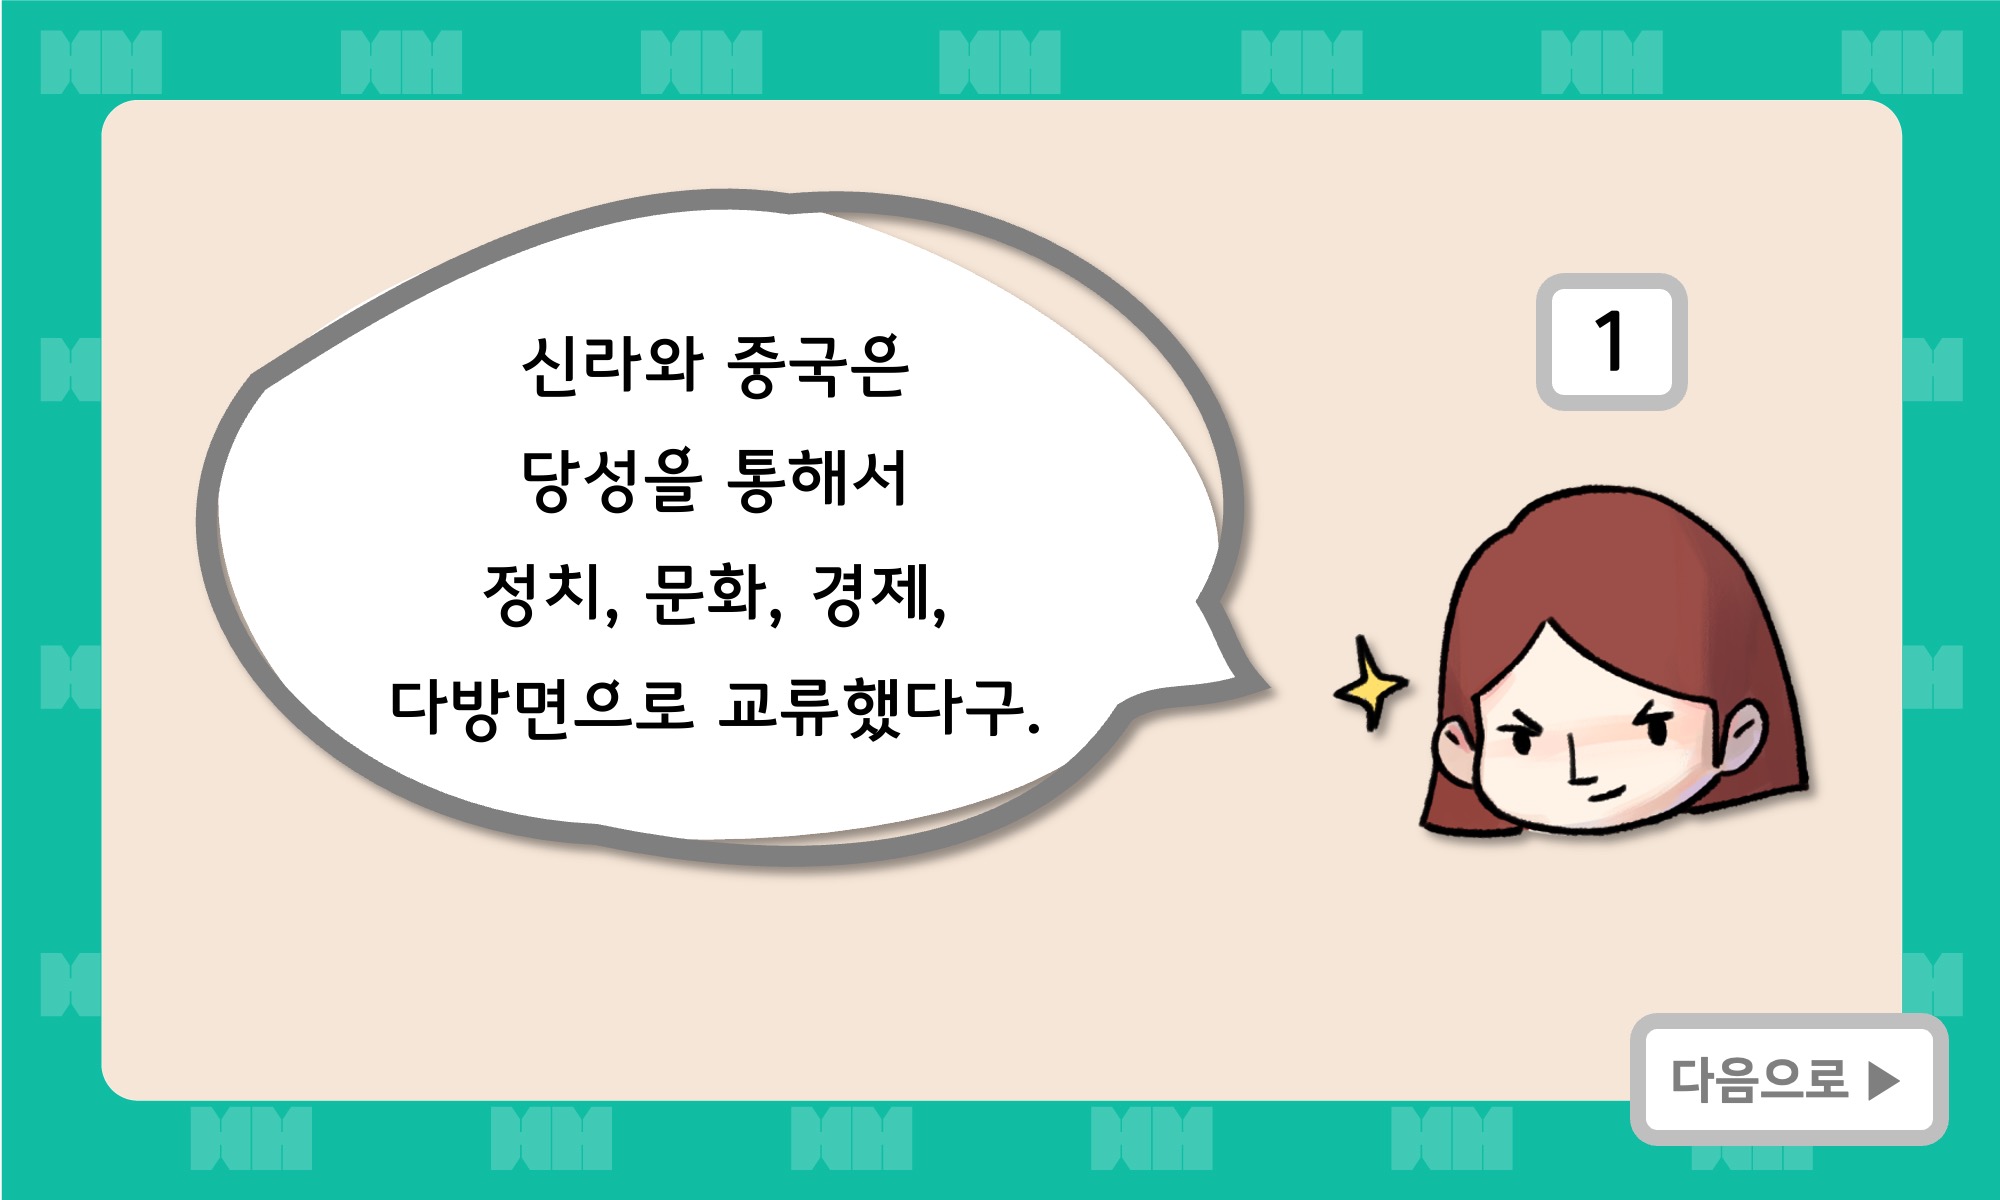 신라와 중국은
당성을 통해서
정치, 문화, 경제,
다방면으로 교류했다구.
1
다음으로 ▶